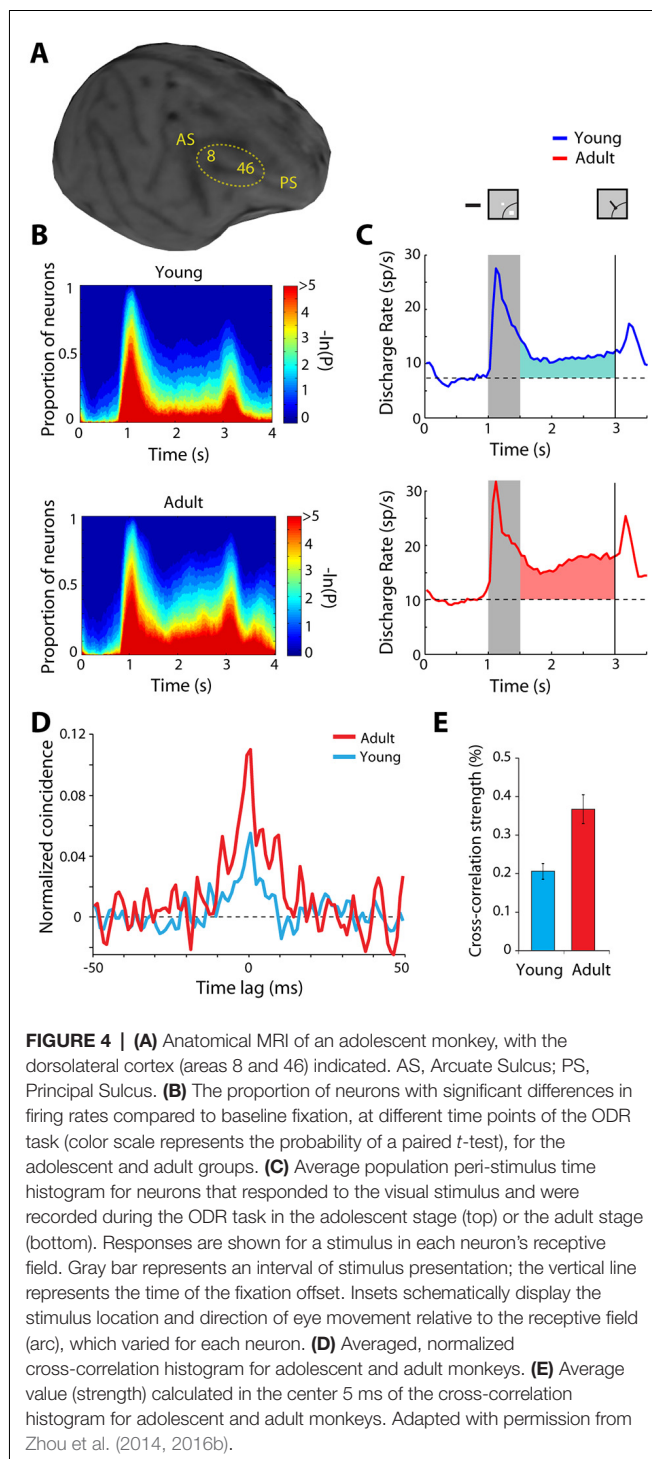 A
AS
8
46
PS
Young
Adult
B
Young
Proportion of neurons
1
0.5
0
0 1 2 3 4
Time (s)
>5
4
3
2
1
0
-ln(P)
Adult
Proportion of neurons
1
0.5
0
0 1 2 3 4
Time (s)
>5
4
3
2
1
0
-ln(P)
C
Discharge Rate (sp/s)
30
20
10
0
0 1 2 3
Time (s)
Discharge Rate (sp/s)
30
20
10
0
0 1 2 3
Time (s)
D
Adult
Young
Normalized coincidence
0.12
0.08
0.04
0
-50 0 50
Time lag (ms)
E
Cross-correlation strength (%)
0.5
0.4
0.3
0.2
0.1
0
Young Adult
FIGURE 4 | (A) Anatomical MRI of an adolescent monkey, with the
dorsolateral cortex (areas 8 and 46) indicated. AS, Arcuate Sulcus; PS,
Principal Sulcus. (B) The proportion of neurons with significant differences in
firing rates compared to baseline fixation, at different time points of the ODR
task (color scale represents the probability of a paired t-test), for the
adolescent and adult groups. (C) Average population peri-stimulus time
histogram for neurons that responded to the visual stimulus and were
recorded during the ODR task in the adolescent stage (top) or the adult stage
(bottom). Responses are shown for a stimulus in each neuron's receptive
field. Gray bar represents an interval of stimulus presentation; the vertical line
represents the time of the fixation offset. Insets schematically display the
stimulus location and direction of eye movement relative to the receptive field
(arc), which varied for each neuron. (D) Averaged, normalized
cross-correlation histogram for adolescent and adult monkeys. (E) Average
value (strength) calculated in the center 5 ms of the cross-correlation
histogram for adolescent and adult monkeys. Adapted with permission from
Zhou et al. (2014, 2016b).